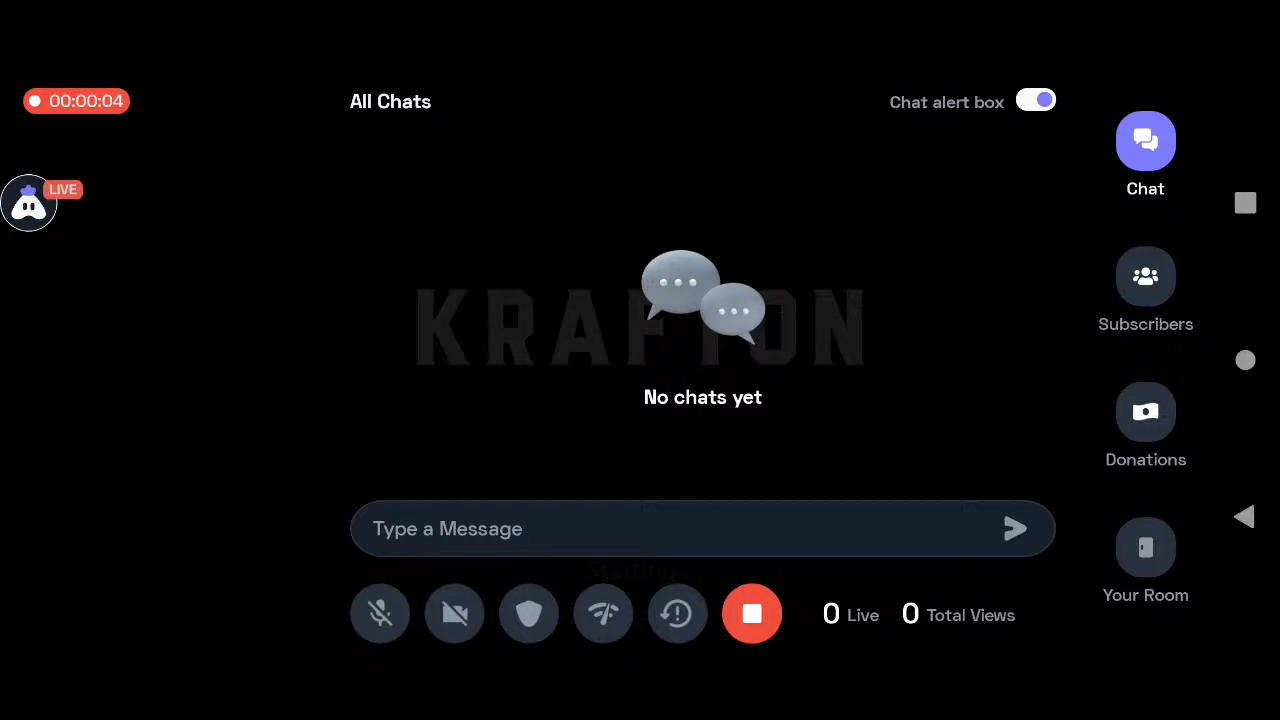 00:00:04
All Chats
Chat alert box
Chat
LIVE
KRAFTON
Subscribers
No chats yet
Donations
Type a Message
Starting...
Your Room
0 Live 0 Total Views